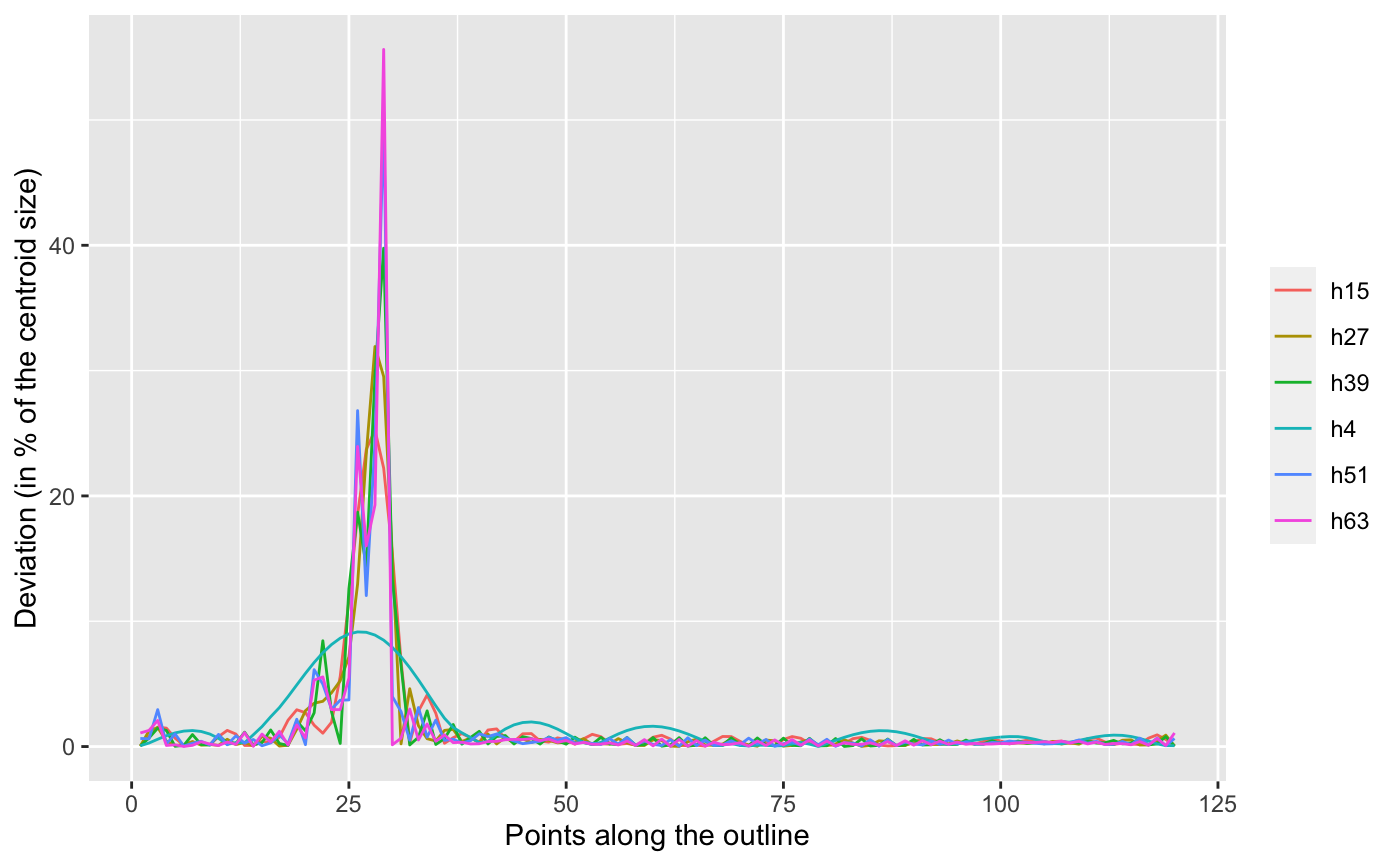 Deviation (in % of the centroid size)
40
20
0
0 25 50 75 100 125
Points along the outline
h15
h27
h39
h4
h51
h63